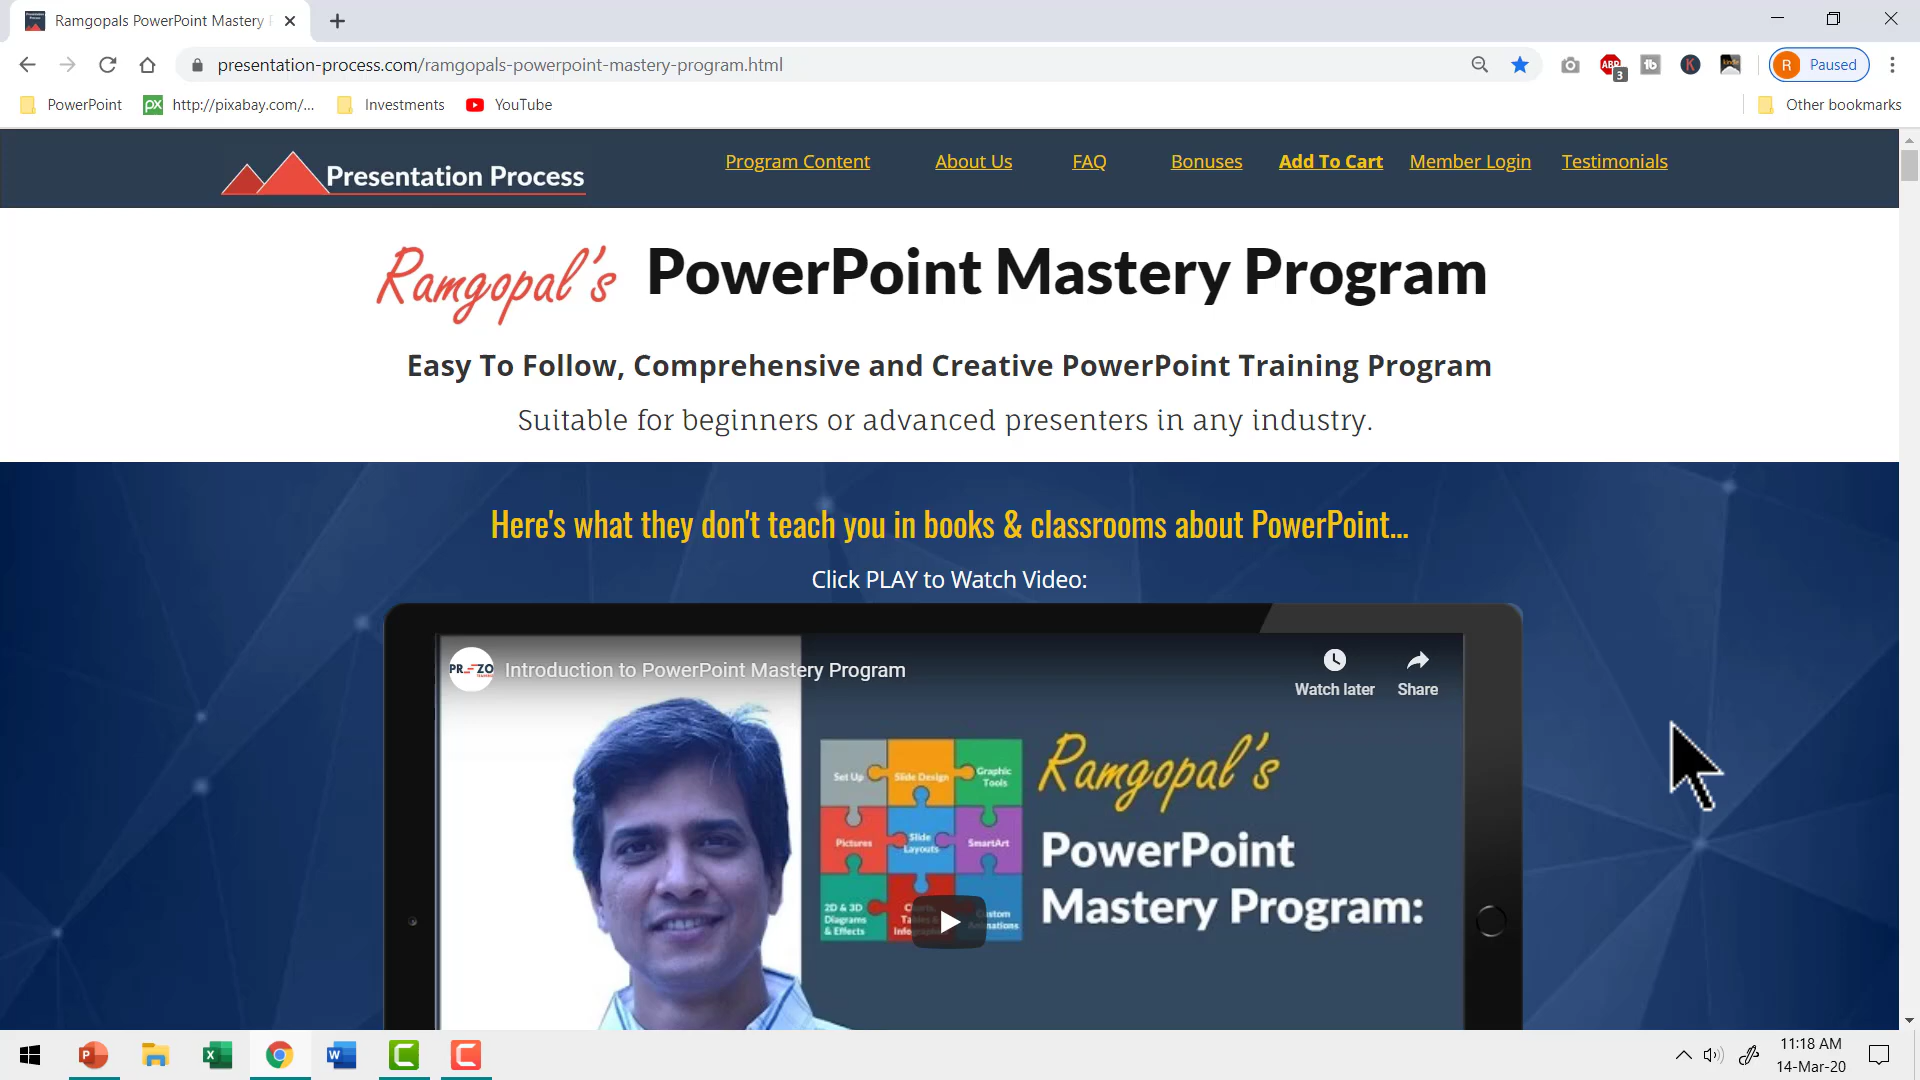 Ramgopals PowerPoint Mastery P
presentation-process.com/ramgopals-powerpoint-mastery-program.html
ABP
3
tb
K
kindle
R
Paused
PowerPoint
px
http://pixabay.com/...
Investments
YouTube
Other bookmarks
Presentation Process
Program Content
About Us
FAQ
Bonuses
Add To Cart
Member Login
Testimonials
Ramgopal's PowerPoint Mastery Program
Easy To Follow, Comprehensive and Creative PowerPoint Training Program
Suitable for beginners or advanced presenters in any industry.
Here's what they don't teach you in books & classrooms about PowerPoint...
Click PLAY to Watch Video:
Introduction to PowerPoint Mastery Program
Watch later
Share
Set Up
Slide Design
Graphic
Tools
Pictures
Slide
Layouts
SmartArt
2D & 3D
Diagrams
& Effects
Ramgopal's
PowerPoint
Mastery Program:
11:18 AM
14-Mar-20